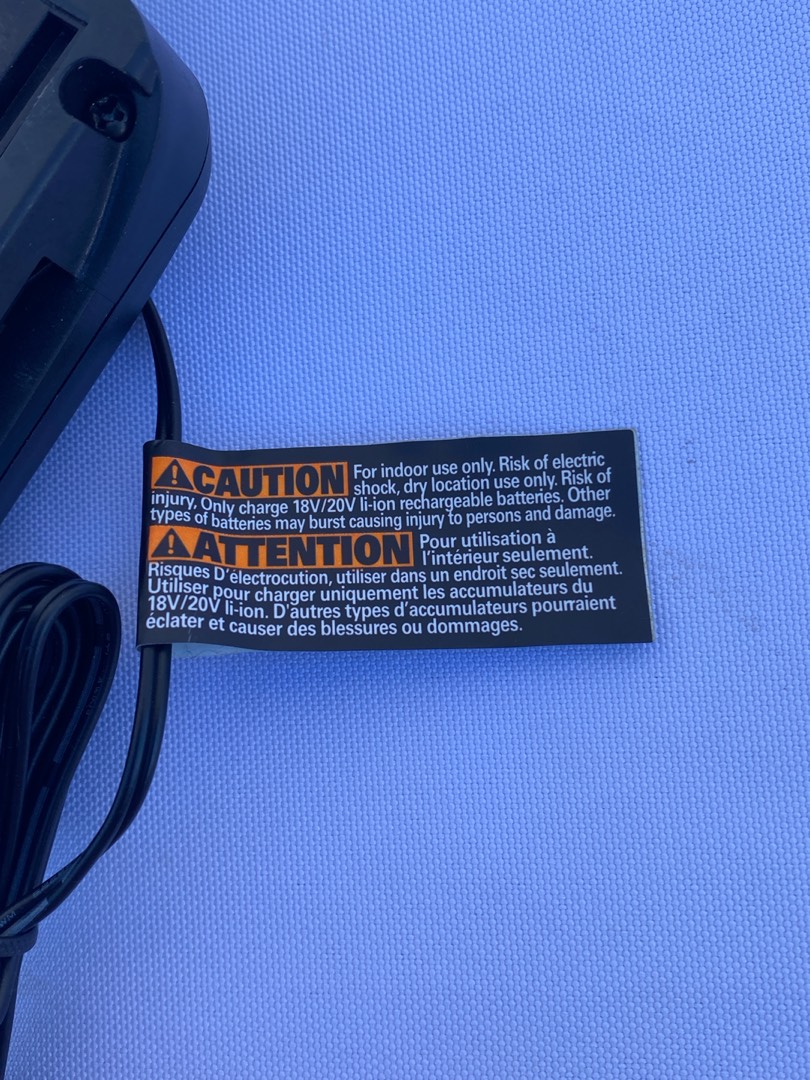 CAUTION For indoor use only. Risk of electric
shock, dry location use only. Risk of
injury, Only charge 18V/20V li-ion rechargeable batteries. Other
types of batteries may burst causing injury to persons and damage.
ATTENTION Pour utilisation à
l'intérieur seulement.
Risques D'électrocution, utiliser dans un endroit sec seulement.
Utiliser pour charger uniquement les accumulateurs du
18V/20V li-ion. D'autres types d'accumulateurs pourraient
éclater et causer des blessures ou dommages.